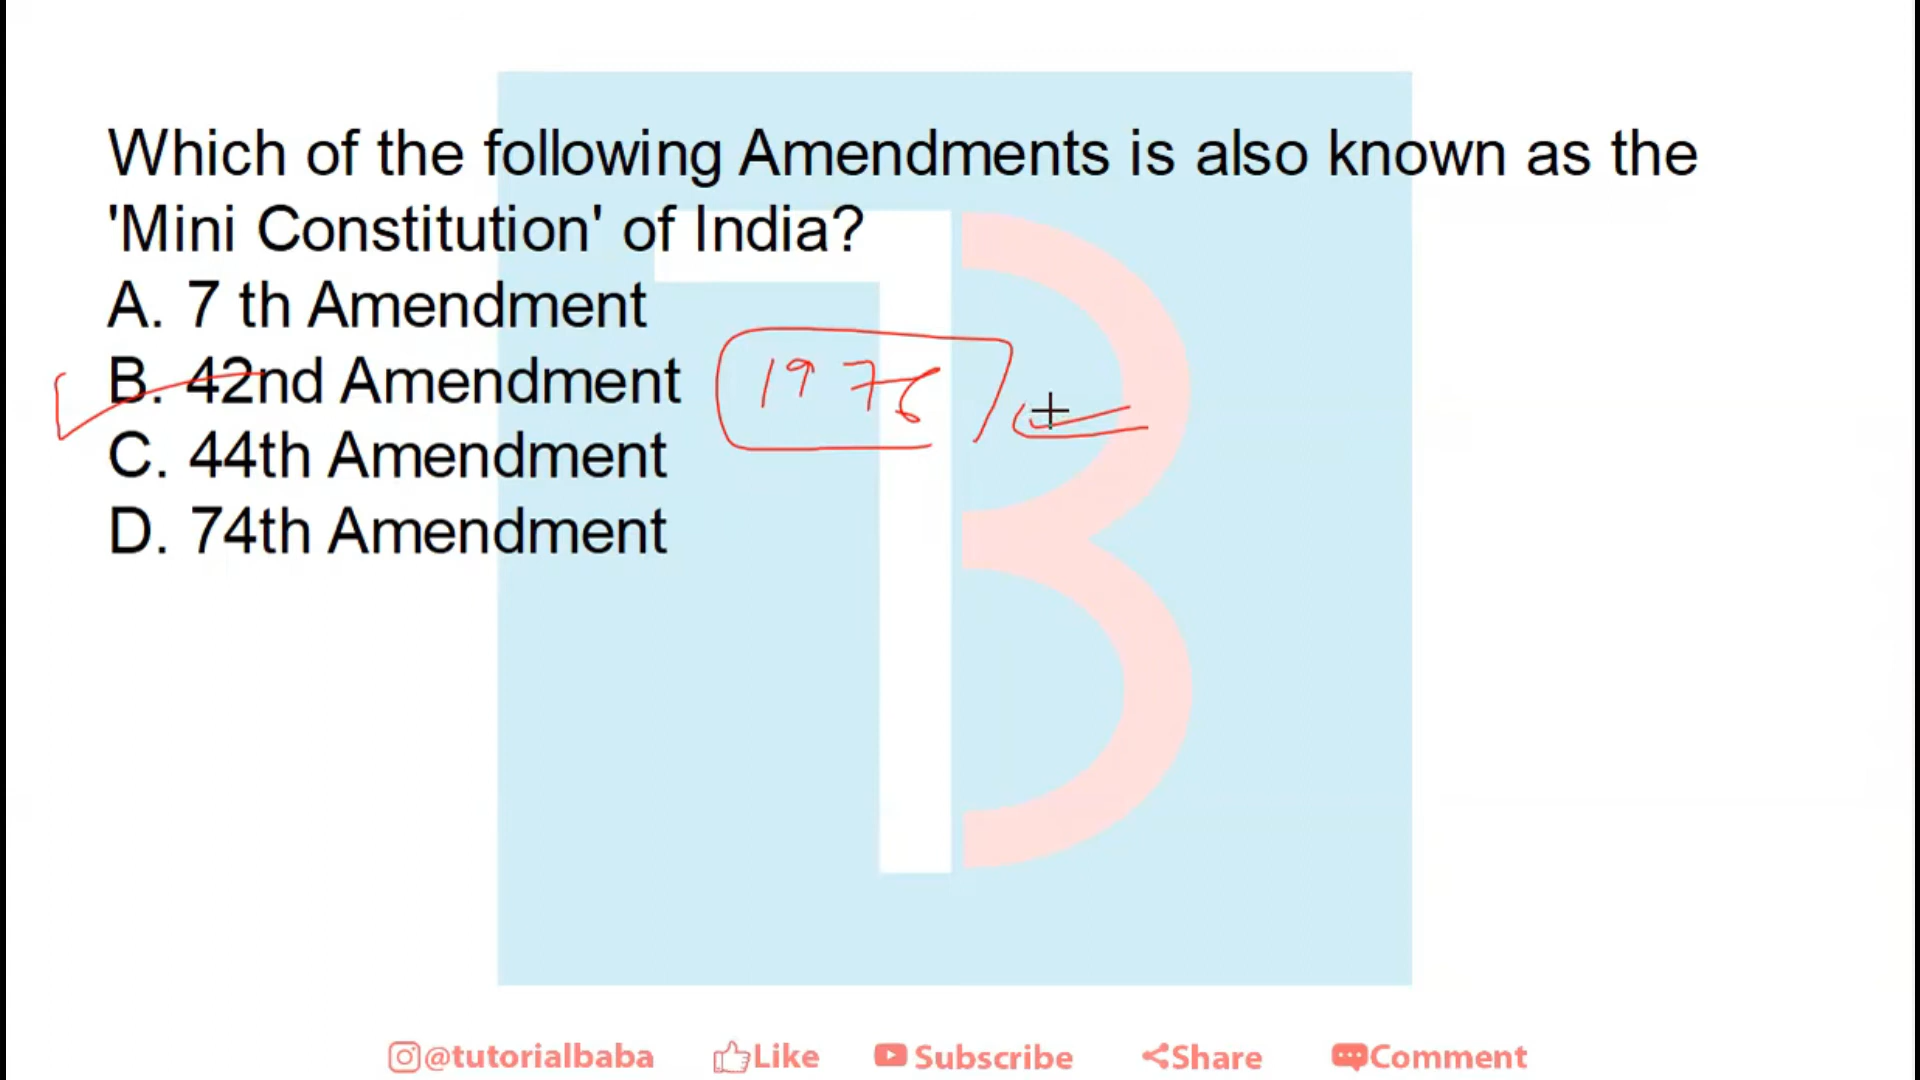 Which of the following Amendments is also known as the
'Mini Constitution' of India?
A. 7 th Amendment
B. 42nd Amendment 1976
C. 44th Amendment
D. 74th Amendment
@tutorialbaba Like Subscribe Share Comment